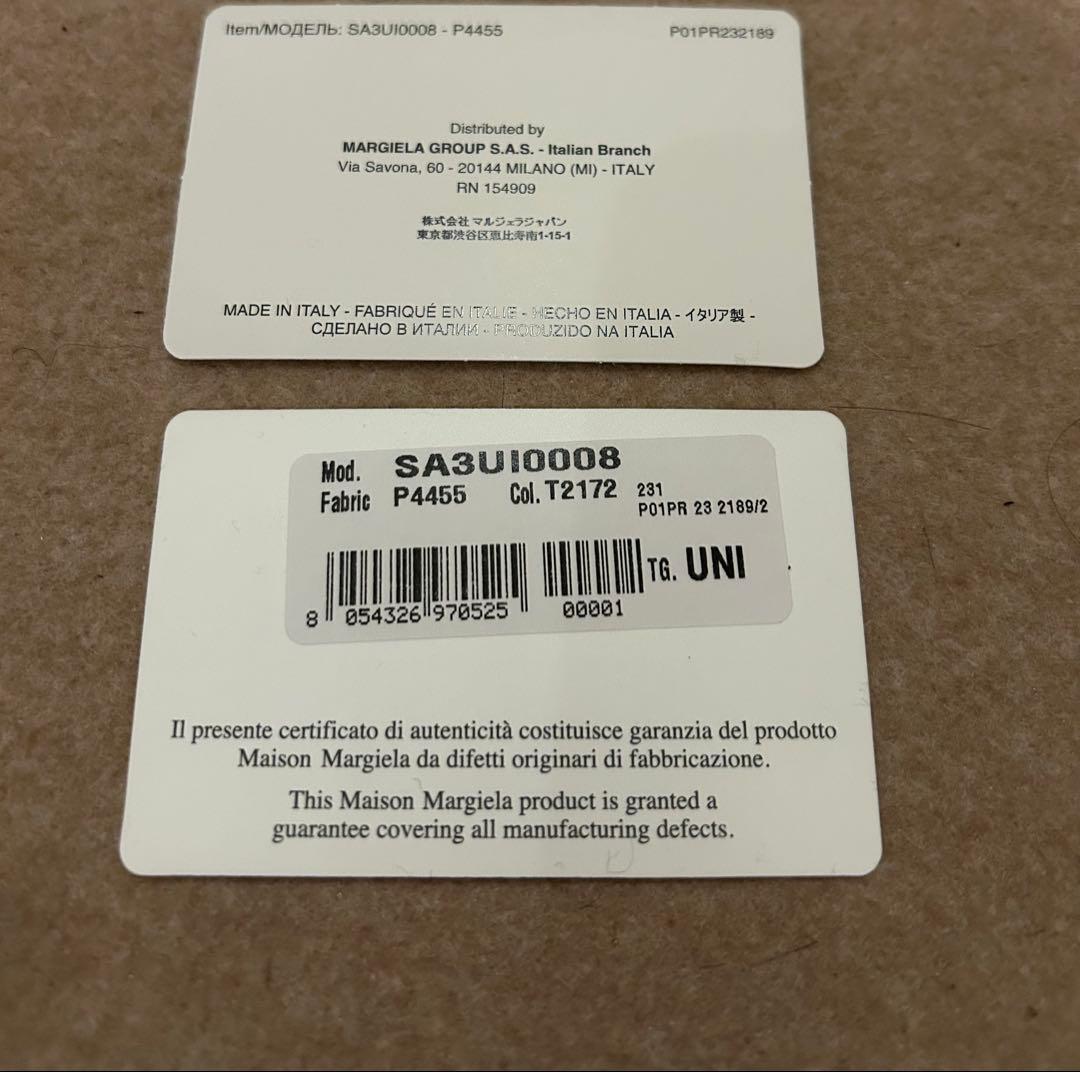 Item/МОДЕЛЬ: SA3UI0008 - P4455 P01PR232189
Distributed by
MARGIELA GROUP S.A.S. - Italian Branch
Via Savona, 60 - 20144 MILANO (MI) - ITALY
RN 154909
株式会社 マルジェラジャパン
東京都渋谷区恵比寿南1-15-1
MADE IN ITALY - FABRIQUÉ EN ITALIE - HECHO EN ITALIA - イタリア製 -
СДЕЛАНО В ИТАЛИИ - PRODUZIDO NA ITALIA
Mod. SA3UI0008
Fabric P4455 Col. T2172 231
P01PR 23 2189/2
TG. UNI
8 054326 970525 00001
Il presente certificato di autenticità costituisce garanzia del prodotto
Maison Margiela da difetti originari di fabbricazione.
This Maison Margiela product is granted a
guarantee covering all manufacturing defects.